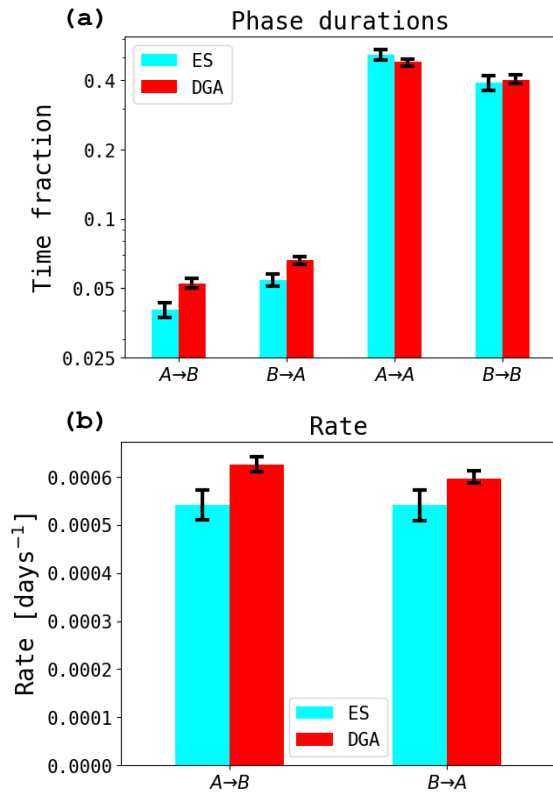 (a)
Phase durations
ES
DGA
Time fraction
0.4
0.2
0.1
0.05
0.025
A→B
B→A
A→A
B→B
(b)
Rate
Rate [days⁻¹]
0.0006
0.0005
0.0004
0.0003
0.0002
0.0001
0.0000
ES
DGA
A→B
B→A